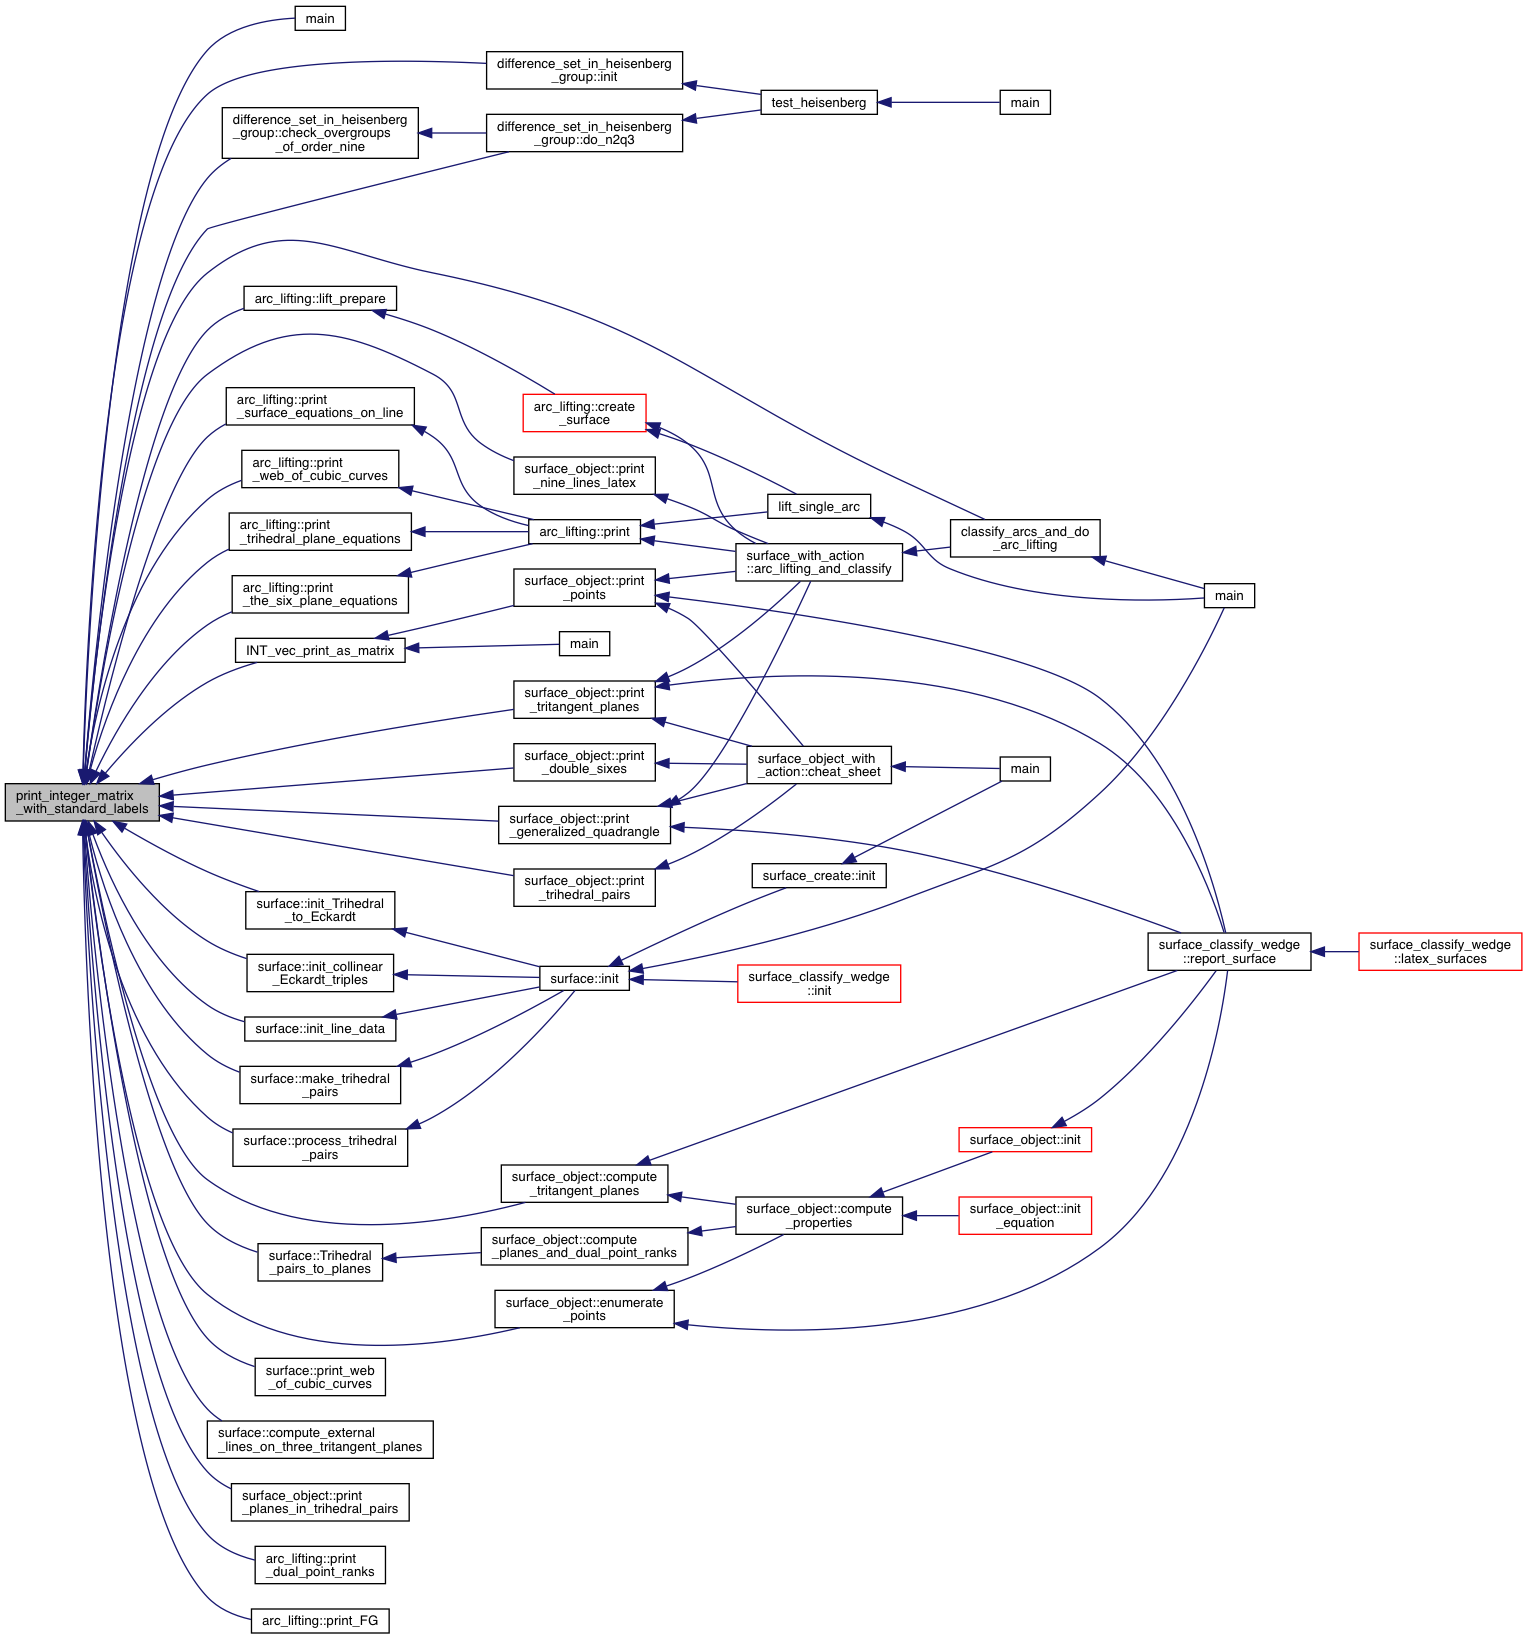 main
difference_set_in_heisenberg
_group::init
test_heisenberg
main
difference_set_in_heisenberg
_group::check_overgroups
_of_order_nine
difference_set_in_heisenberg
_group::do_n2q3
arc_lifting::lift_prepare
arc_lifting::print
_surface_equations_on_line
arc_lifting::create
_surface
arc_lifting::print
_web_of_cubic_curves
surface_object::print
_nine_lines_latex
lift_single_arc
arc_lifting::print
_trihedral_plane_equations
arc_lifting::print
classify_arcs_and_do
_arc_lifting
surface_with_action
::arc_lifting_and_classify
arc_lifting::print
_the_six_plane_equations
surface_object::print
_points
main
INT_vec_print_as_matrix
main
surface_object::print
_tritangent_planes
surface_object::print
_double_sixes
surface_object_with
_action::cheat_sheet
main
print_integer_matrix
_with_standard_labels
surface_object::print
_generalized_quadrangle
surface_object::print
_trihedral_pairs
surface_create::init
surface::init_Trihedral
_to_Eckardt
surface_classify_wedge
::report_surface
surface_classify_wedge
::latex_surfaces
surface::init_collinear
_Eckardt_triples
surface::init
surface_classify_wedge
::init
surface::init_line_data
surface::make_trihedral
_pairs
surface::process_trihedral
_pairs
surface_object::init
surface_object::compute
_tritangent_planes
surface_object::compute
_properties
surface_object::init
_equation
surface::Trihedral
_pairs_to_planes
surface_object::compute
_planes_and_dual_point_ranks
surface_object::enumerate
_points
surface::print_web
_of_cubic_curves
surface::compute_external
_lines_on_three_tritangent_planes
surface_object::print
_planes_in_trihedral_pairs
arc_lifting::print
_dual_point_ranks
arc_lifting::print_FG